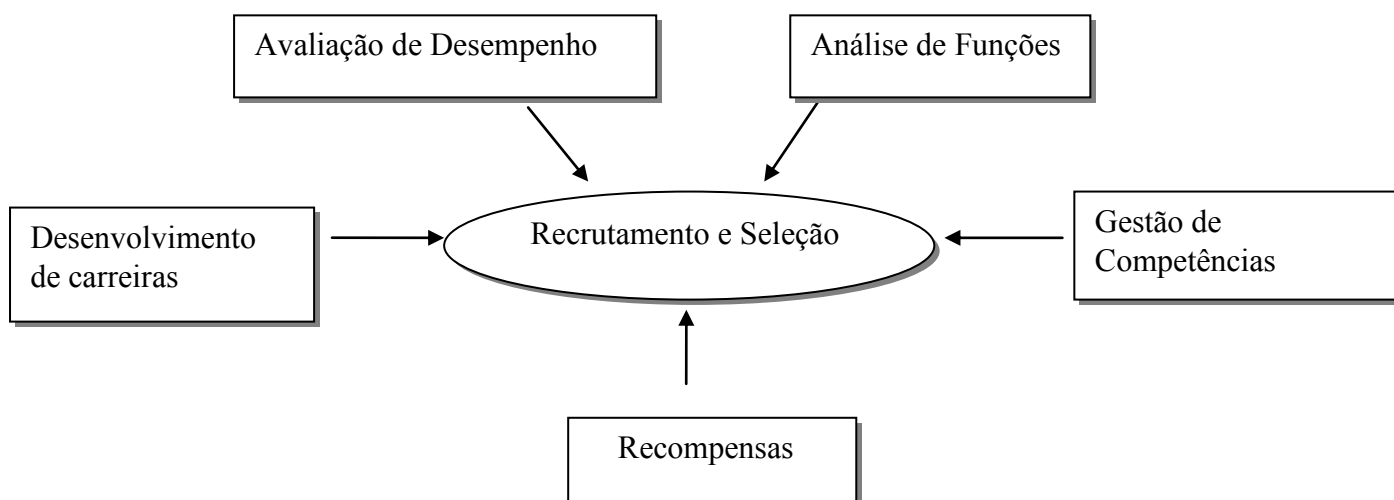 Avaliação de Desempenho
Análise de Funções
Desenvolvimento
de carreiras
Recrutamento e Seleção
Gestão de
Competências
Recompensas